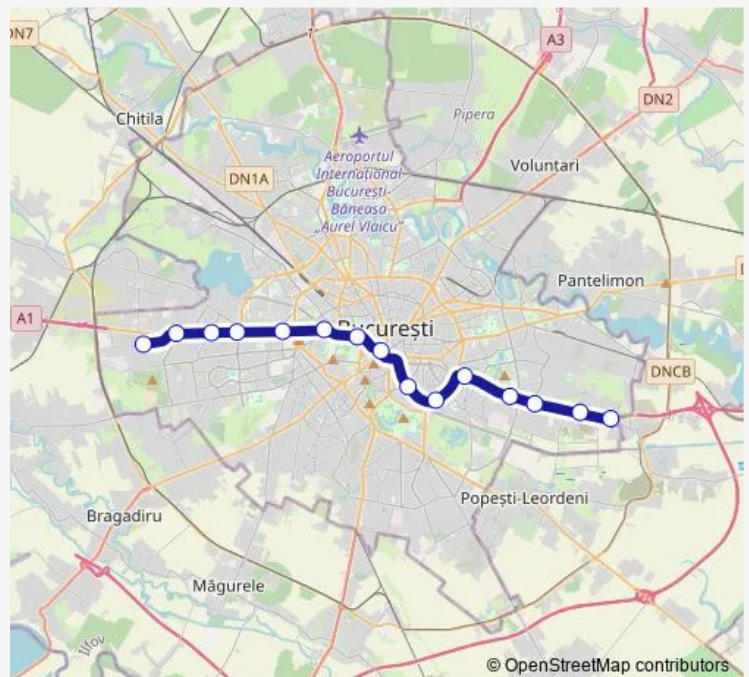 DN7
A3
DN2
Chitila
Pipera
Voluntari
DN1A
Aeroportul
Internațional
București-
Băneasa
„Aurel Vlaicu”
Pantelimon
A1
București
DNCB
Popești-Leordeni
Bragadiru
Măgurele
Ilfov
© OpenStreetMap contributors